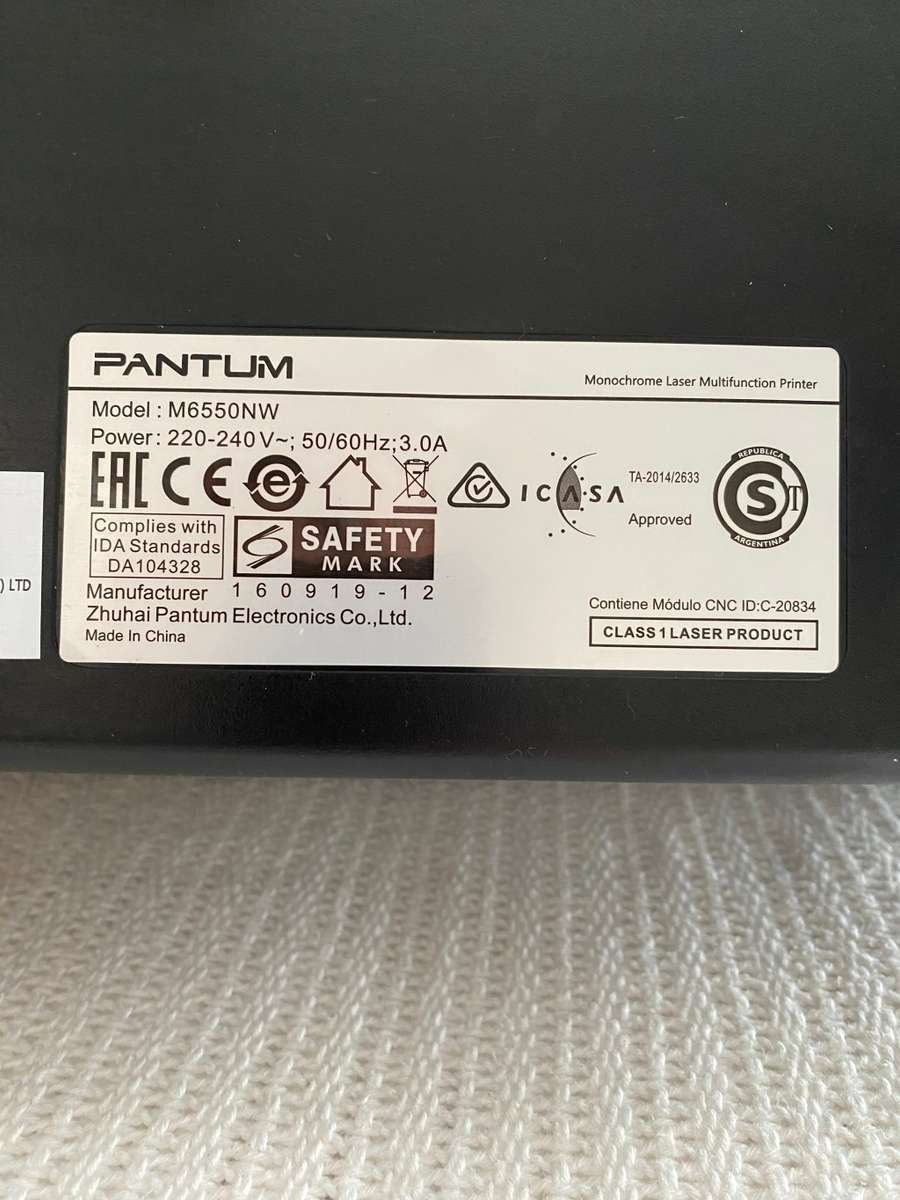 PANTUM
Monochrome Laser Multifunction Printer
Model : M6550NW
Power: 220-240V~; 50/60Hz;3.0A
EAC CE e ICASA
TA-2014/2633
Approved
REPUBLICA
S T
ARGENTINA
Complies with
IDA Standards
DA104328
SAFETY
MARK
160919-12
Manufacturer
Zhuhai Pantum Electronics Co.,Ltd.
Made In China
Contiene Módulo CNC ID:C-20834
CLASS 1 LASER PRODUCT
) LTD